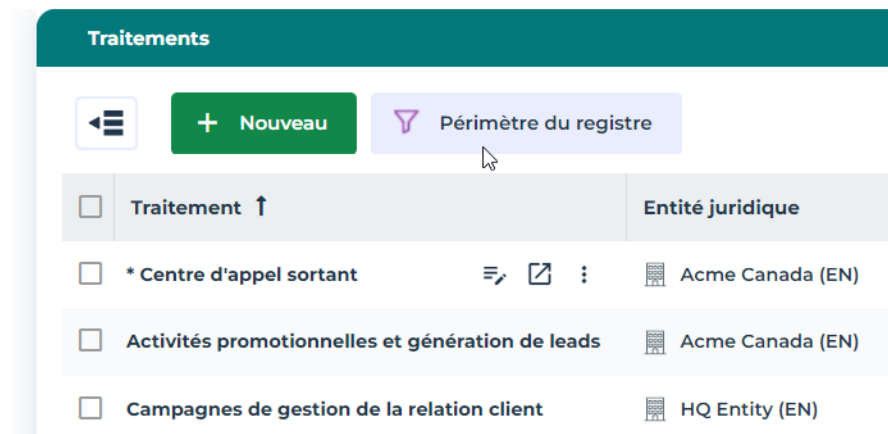 Traitements
+ Nouveau Périmètre du registre
Traitement ↑ Entité juridique
* Centre d'appel sortant Acme Canada (EN)
Activités promotionnelles et génération de leads Acme Canada (EN)
Campagnes de gestion de la relation client HQ Entity (EN)